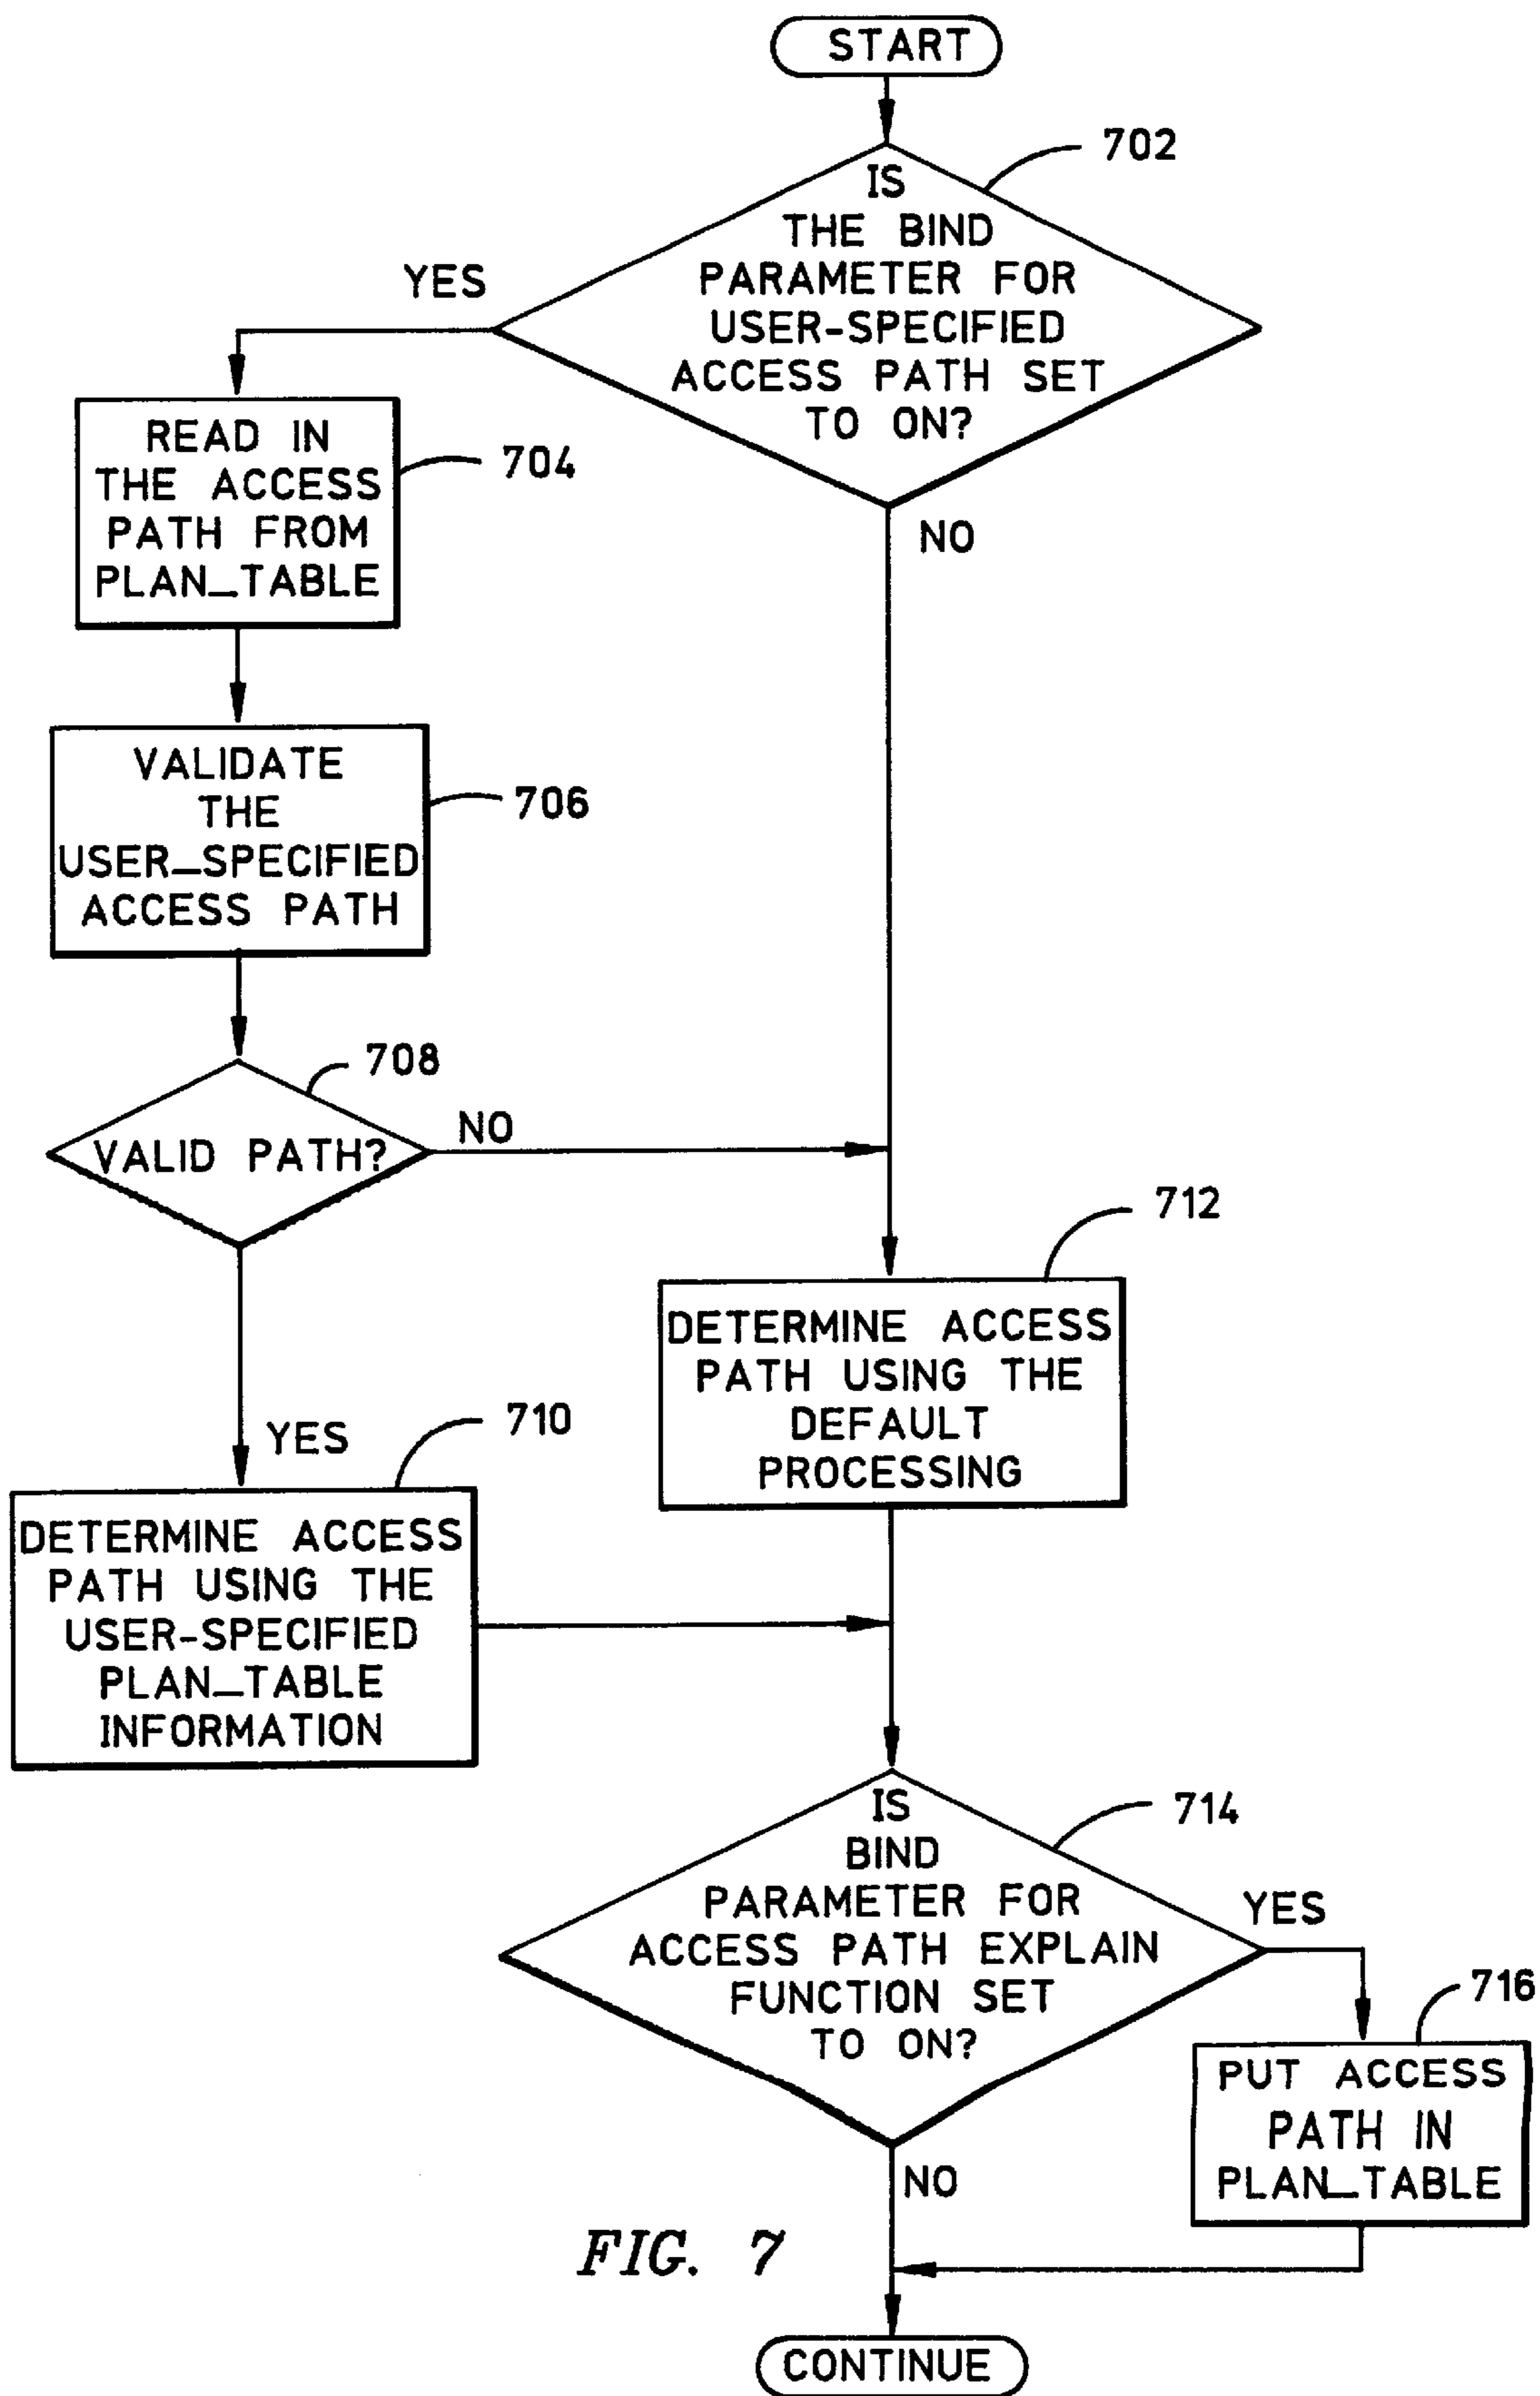 START
702
IS
THE BIND
PARAMETER FOR
USER-SPECIFIED
ACCESS PATH SET
TO ON?
YES
NO
READ IN
THE ACCESS
PATH FROM
PLAN_TABLE
704
VALIDATE
THE
USER_SPECIFIED
ACCESS PATH
706
708
VALID PATH?
NO
YES
712
DETERMINE ACCESS
PATH USING THE
DEFAULT
PROCESSING
710
DETERMINE ACCESS
PATH USING THE
USER-SPECIFIED
PLAN_TABLE
INFORMATION
714
IS
BIND
PARAMETER FOR
ACCESS PATH EXPLAIN
FUNCTION SET
TO ON?
YES
NO
716
PUT ACCESS
PATH IN
PLAN_TABLE
FIG. 7
CONTINUE